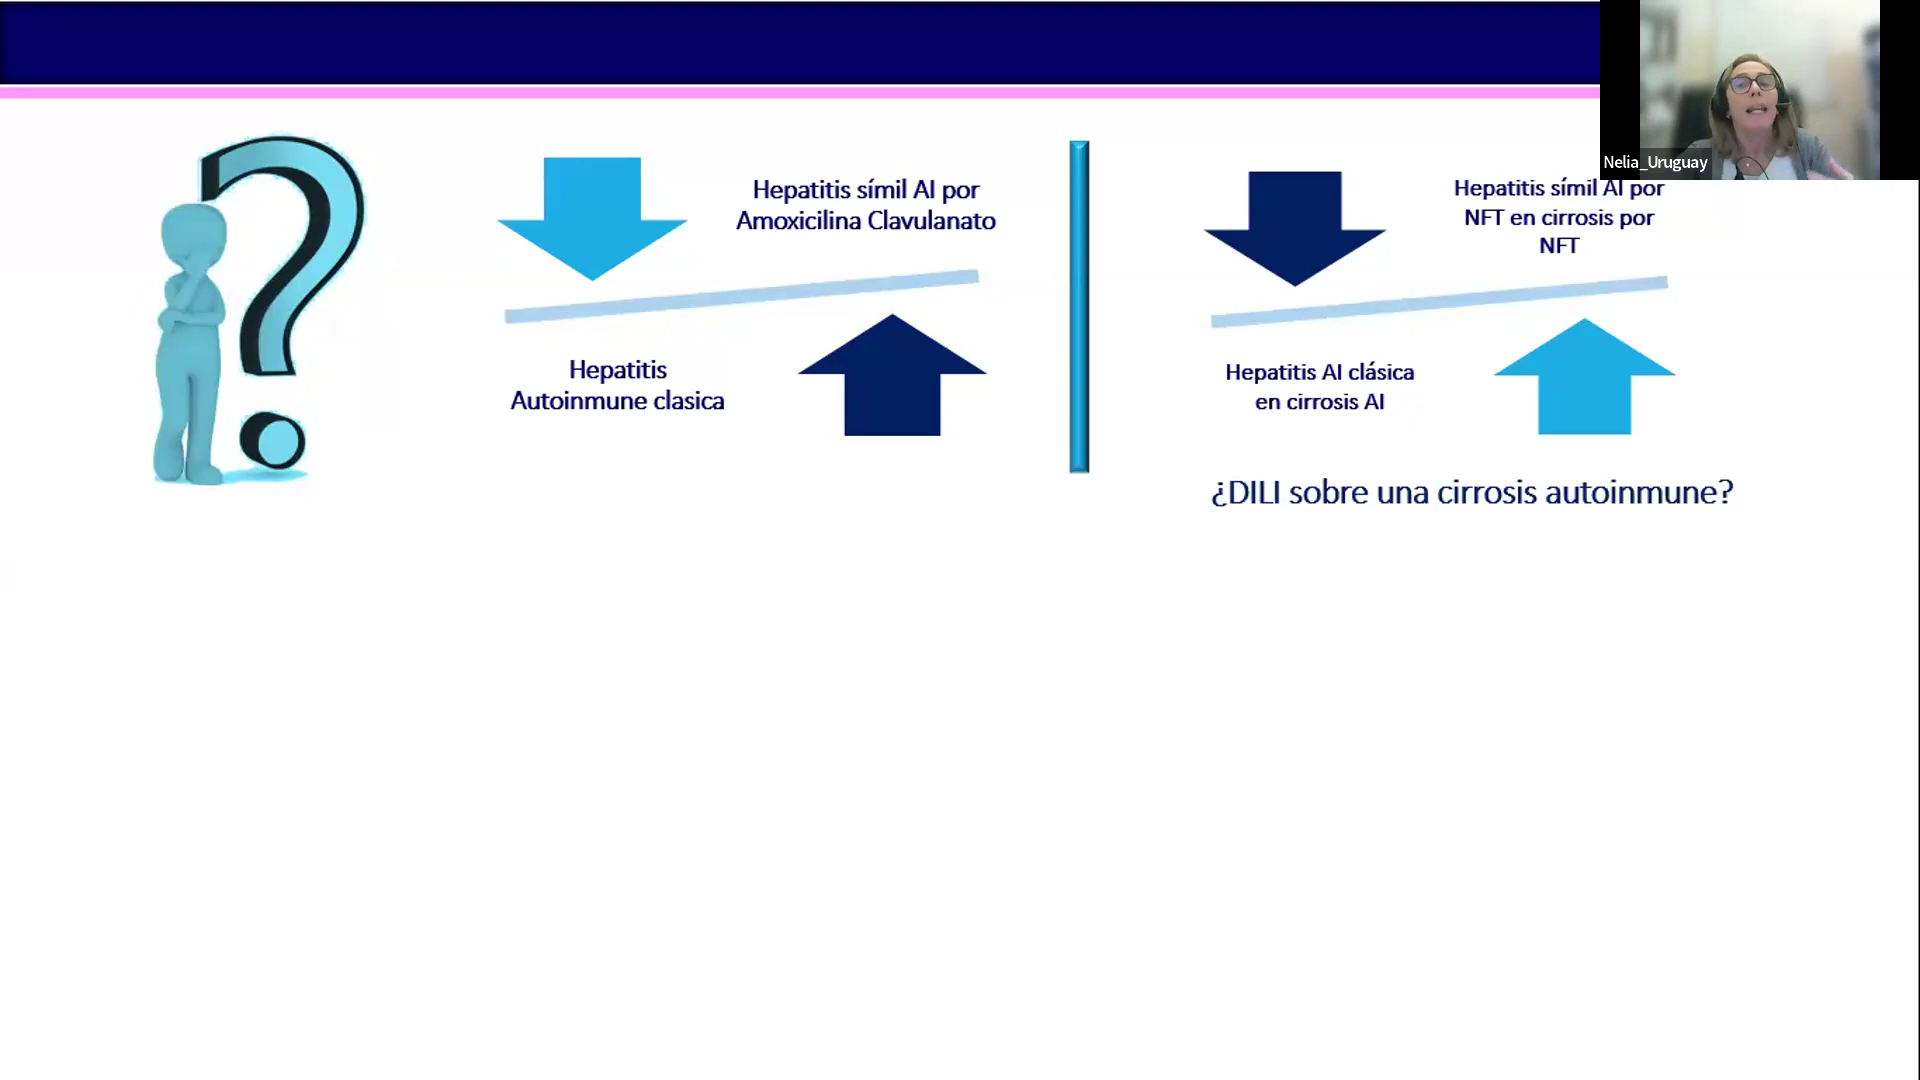 Nelia_Uruguay
Hepatitis símil AI por
Amoxicilina Clavulanato
Hepatitis
Autoinmune clasica
Hepatitis símil AI por
NFT en cirrosis por
NFT
Hepatitis AI clásica
en cirrosis AI
¿DILI sobre una cirrosis autoinmune?